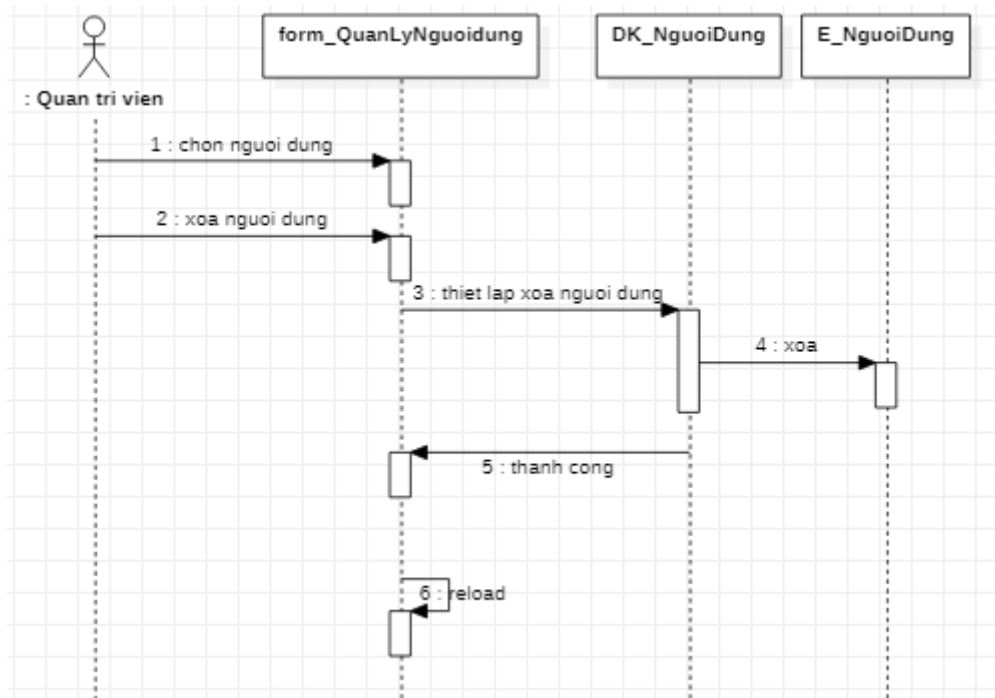 form_QuanLyNguoidung
DK_NguoiDung
E_NguoiDung
: Quan tri vien
1 : chon nguoi dung
2 : xoa nguoi dung
3 : thiet lap xoa nguoi dung
4 : xoa
5 : thanh cong
6 : reload